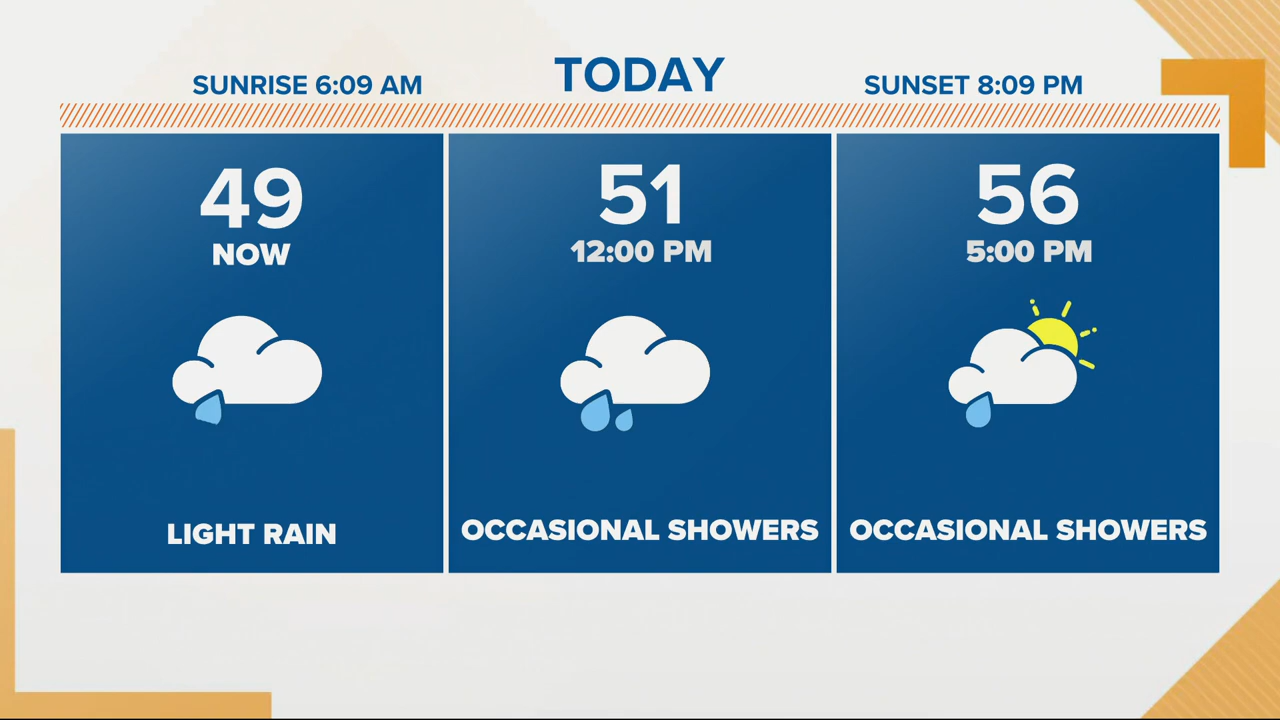 SUNRISE 6:09 AM
TODAY
SUNSET 8:09 PM
49
NOW
LIGHT RAIN
51
12:00 PM
OCCASIONAL SHOWERS
56
5:00 PM
OCCASIONAL SHOWERS